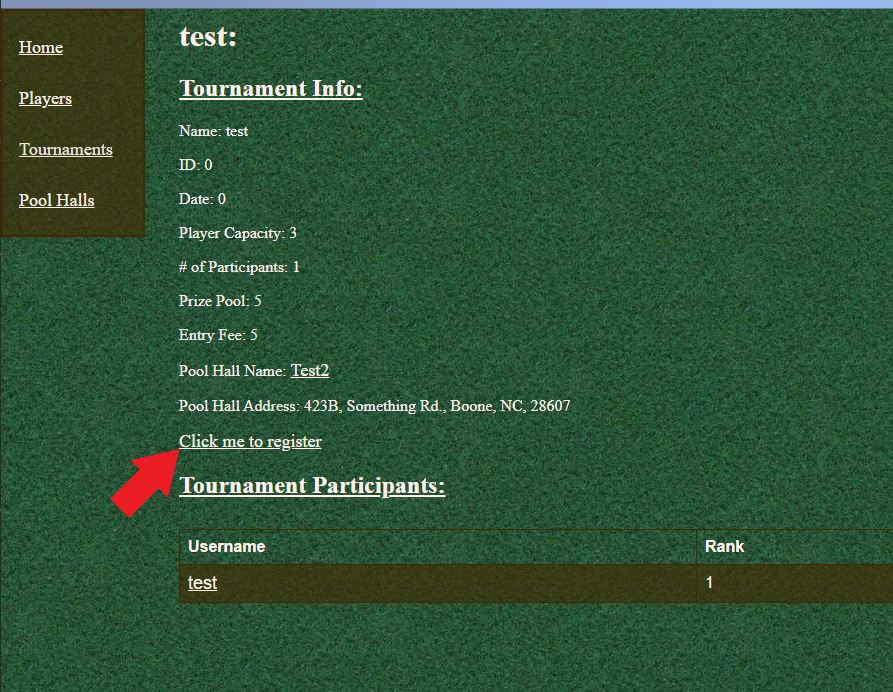 Home
Players
Tournaments
Pool Halls
test:
Tournament Info:
Name: test
ID: 0
Date: 0
Player Capacity: 3
# of Participants: 1
Prize Pool: 5
Entry Fee: 5
Pool Hall Name: Test2
Pool Hall Address: 423B, Something Rd., Boone, NC, 28607
Click me to register
Tournament Participants:
Username Rank
test 1